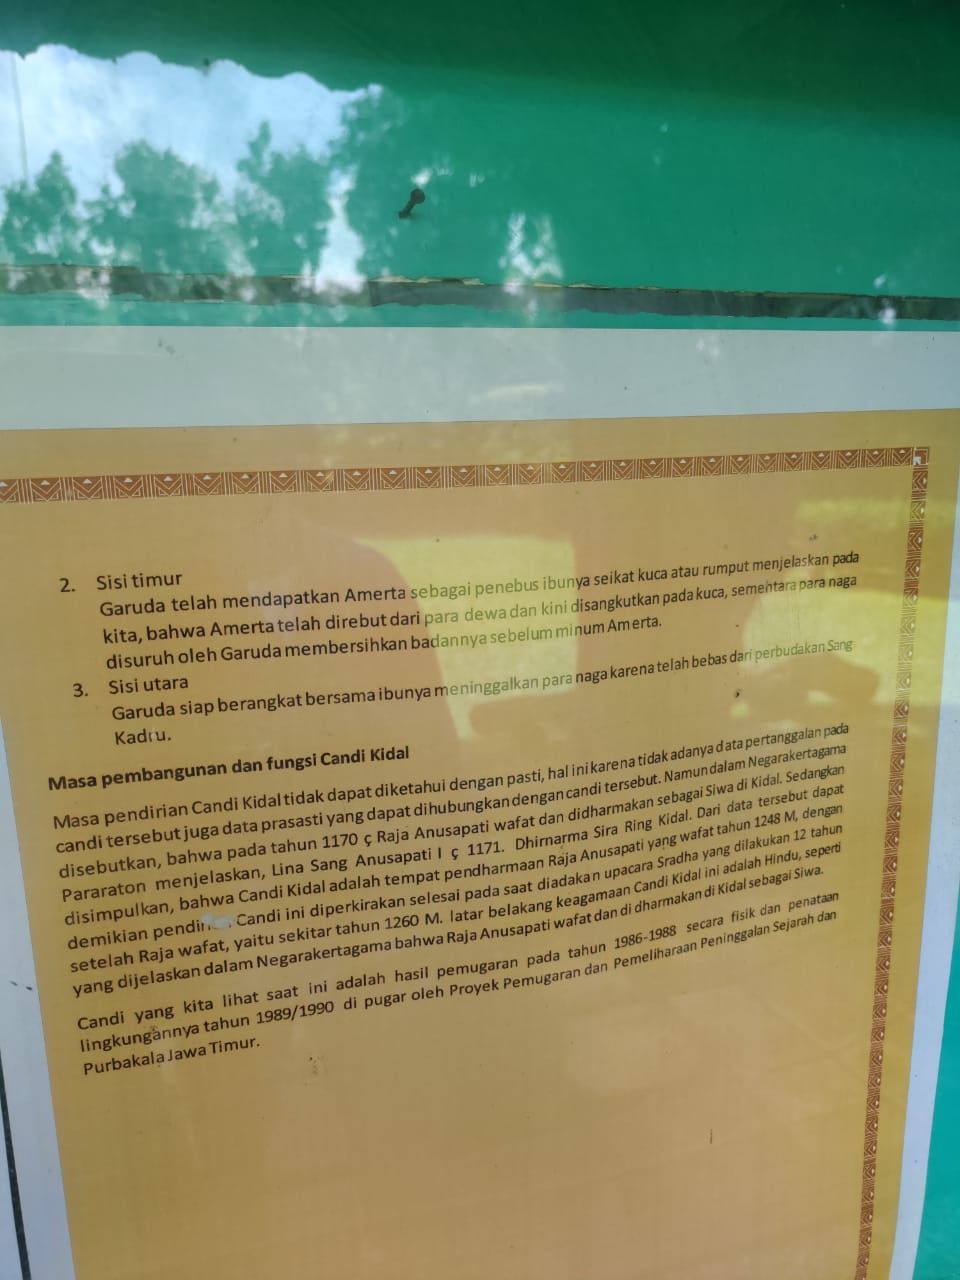 2. Sisi timur
Garuda telah mendapatkan Amerta sebagai penebus ibunya seikat kuca atau rumput menjelaskan pada
kita, bahwa Amerta telah direbut dari para dewa dan kini disangkutkan pada kuca, sementara para naga
disuruh oleh Garuda membersihkan badannya sebelum minum Amerta.
3. Sisi utara
Garuda siap berangkat bersama ibunya meninggalkan para naga karena telah bebas dari perbudakan Sang
Kadru.
Masa pembangunan dan fungsi Candi Kidal
Masa pendirian Candi Kidal tidak dapat diketahui dengan pasti, hal ini karena tidak adanya data pertanggalan pada
candi tersebut juga data prasasti yang dapat dihubungkan dengan candi tersebut. Namun dalam Negarakertagama
disebutkan, bahwa pada tahun 1170 ç Raja Anusapati wafat dan didharmakan sebagai Siwa di Kidal. Sedangkan
Pararaton menjelaskan, Lina Sang Anusapati I ç 1171. Dhirnarma Sira Ring Kidal. Dari data tersebut dapat
disimpulkan, bahwa Candi Kidal adalah tempat pendharmaan Raja Anusapati yang wafat tahun 1248 M, dengan
demikian Candi ini diperkirakan selesai pada saat diadakan upacara Sradha yang dilakukan 12 tahun
setelah Raja wafat, yaitu sekitar tahun 1260 M. latar belakang keagamaan Candi Kidal ini adalah Hindu, seperti
yang dijelaskan dalam Negarakertagama bahwa Raja Anusapati wafat dan di dharmakan di Kidal sebagai Siwa.
Candi yang kita lihat saat ini adalah hasil pemugaran pada tahun 1986-1988 secara fisik dan penataan
lingkungannya tahun 1989/1990 di pugar oleh Proyek Pemugaran dan Pemeliharaan Peninggalan Sejarah dan
Purbakala Jawa Timur.